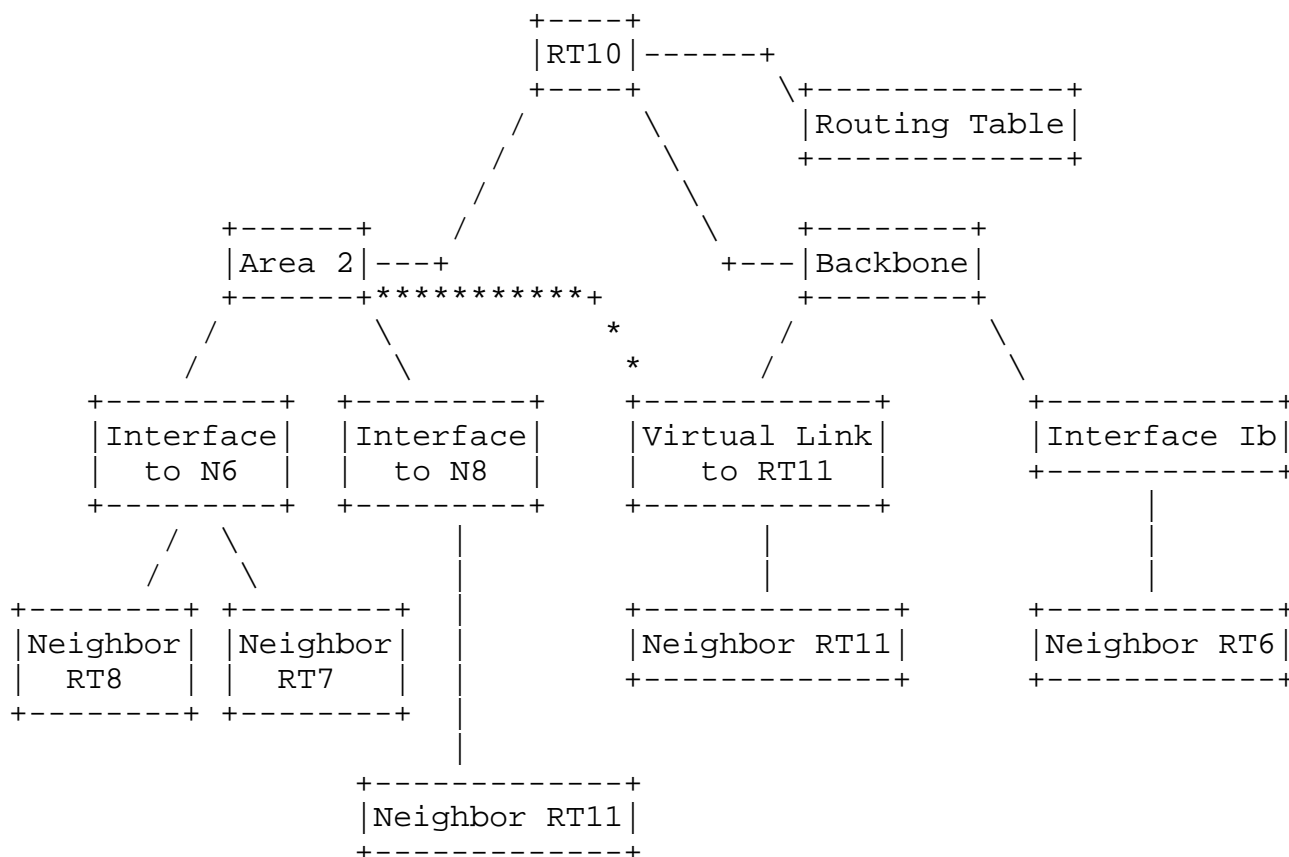 RT10
Routing Table
Area 2
Backbone
Interface
to N6
Interface
to N8
Virtual Link
to RT11
Interface Ib
Neighbor
RT8
Neighbor
RT7
Neighbor RT11
Neighbor RT6
Neighbor RT11